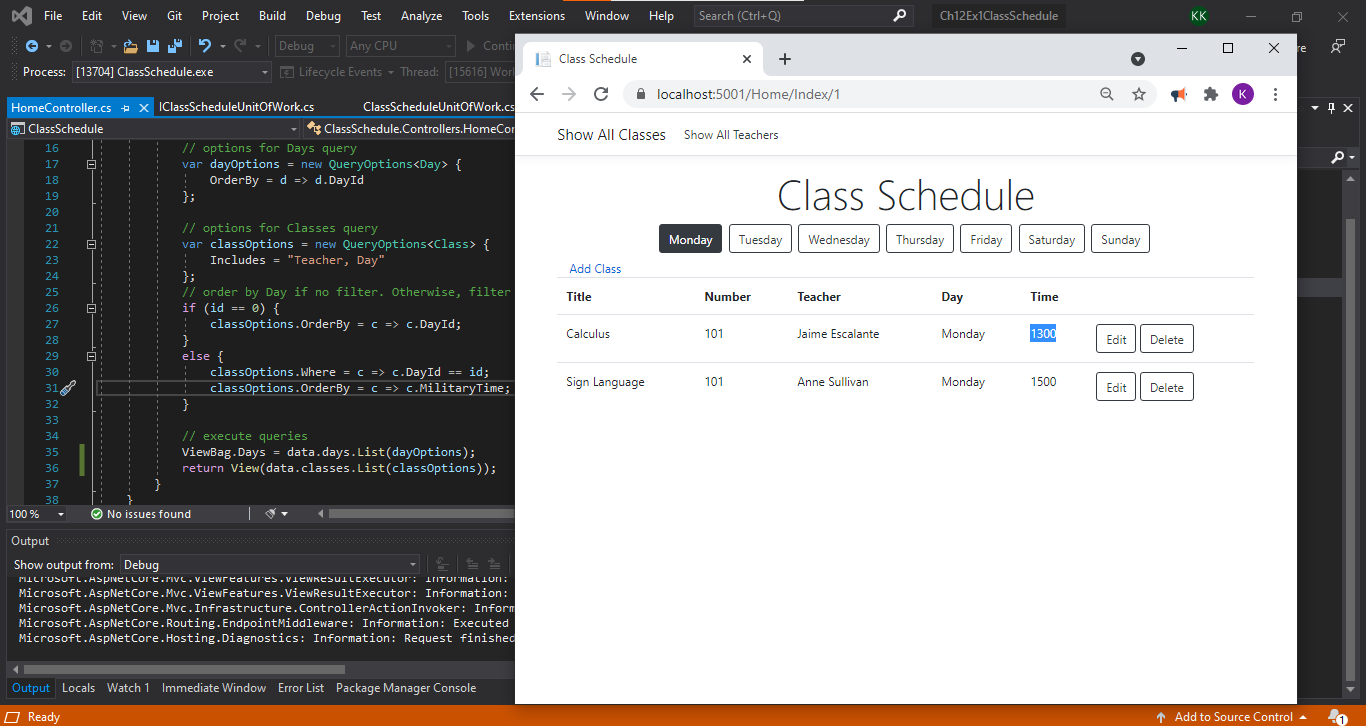 File Edit View Git Project Build Debug Test Analyze Tools Extensions Window Help Search (Ctrl+Q) Ch12Ex1ClassSchedule KK
Debug Any CPU
Process: [13704] ClassSchedule.exe Lifecycle Events Thread: [15616]
HomeController.cs IClassScheduleUnitOfWork.cs ClassScheduleUnitOfWork.cs
ClassSchedule ClassSchedule.Controllers.HomeCon
16 // options for Days query
17 var dayOptions = new QueryOptions<Day> {
18 OrderBy = d => d.DayId
19 };
20
21 // options for Classes query
22 var classOptions = new QueryOptions<Class> {
23 Includes = "Teacher, Day"
24 };
25 // order by Day if no filter. Otherwise, filter
26 if (id == 0) {
27 classOptions.OrderBy = c => c.DayId;
28 }
29 else {
30 classOptions.Where = c => c.DayId == id;
31 classOptions.OrderBy = c => c.MilitaryTime;
32 }
33
34 // execute queries
35 ViewBag.Days = data.days.List(dayOptions);
36 return View(data.classes.List(classOptions));
37 }
38 }
100 % No issues found
Output
Show output from: Debug
Microsoft.AspNetCore.Mvc.ViewFeatures.ViewResultExecutor: Information:
Microsoft.AspNetCore.Mvc.ViewFeatures.ViewResultExecutor: Information:
Microsoft.AspNetCore.Mvc.Infrastructure.ControllerActionInvoker: Inform
Microsoft.AspNetCore.Routing.EndpointMiddleware: Information: Executed
Microsoft.AspNetCore.Hosting.Diagnostics: Information: Request finished
Output Locals Watch 1 Immediate Window Error List Package Manager Console
Ready Add to Source Control 1
Class Schedule
localhost:5001/Home/Index/1 K
Show All Classes Show All Teachers
Class Schedule
Monday Tuesday Wednesday Thursday Friday Saturday Sunday
Add Class
Title Number Teacher Day Time
Calculus 101 Jaime Escalante Monday 1300 Edit Delete
Sign Language 101 Anne Sullivan Monday 1500 Edit Delete